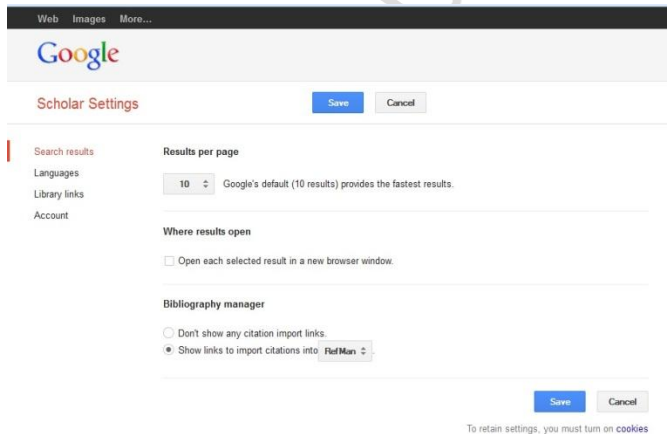 Web Images More...
Google
Scholar Settings
Save Cancel
Search results
Languages
Library links
Account
Results per page
10 Google's default (10 results) provides the fastest results.
Where results open
Open each selected result in a new browser window.
Bibliography manager
Don't show any citation import links.
Show links to import citations into RefMan .
Save Cancel
To retain settings, you must turn on cookies